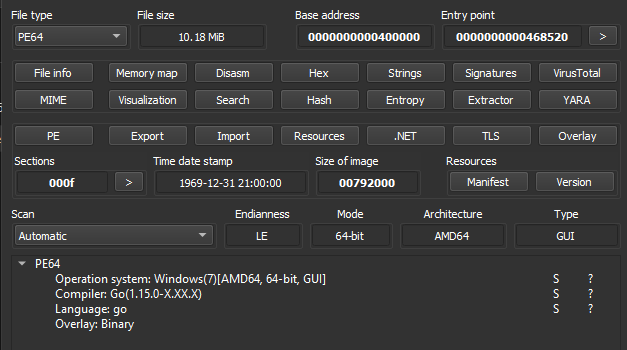 File type File size Base address Entry point
PE64 10.18 MiB 0000000000400000 0000000000468520 >
File info Memory map Disasm Hex Strings Signatures VirusTotal
MIME Visualization Search Hash Entropy Extractor YARA
PE Export Import Resources .NET TLS Overlay
Sections Time date stamp Size of image Resources
000f > 1969-12-31 21:00:00 00792000 Manifest Version
Scan Endianness Mode Architecture Type
Automatic LE 64-bit AMD64 GUI
PE64
Operation system: Windows(7)[AMD64, 64-bit, GUI] S ?
Compiler: Go(1.15.0-X.XX.X) S ?
Language: go S ?
Overlay: Binary